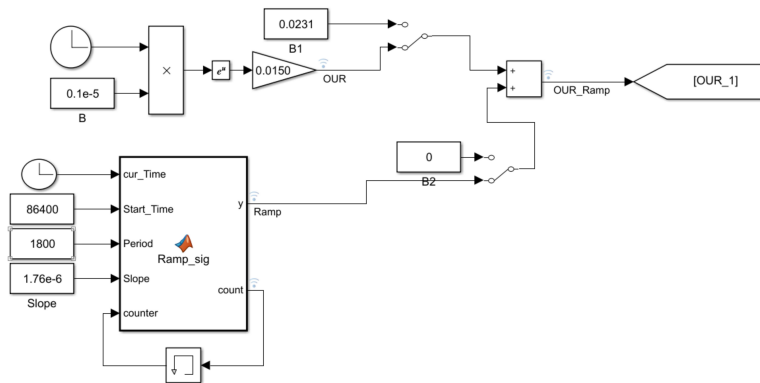 0.0231
B1
×
e^u
0.0150
OUR
0.1e-5
B
+
+
OUR_Ramp
[OUR_1]
0
B2
cur_Time
86400
Start_Time
y
Ramp
1800
Period
Ramp_sig
1.76e-6
Slope
Slope
count
counter